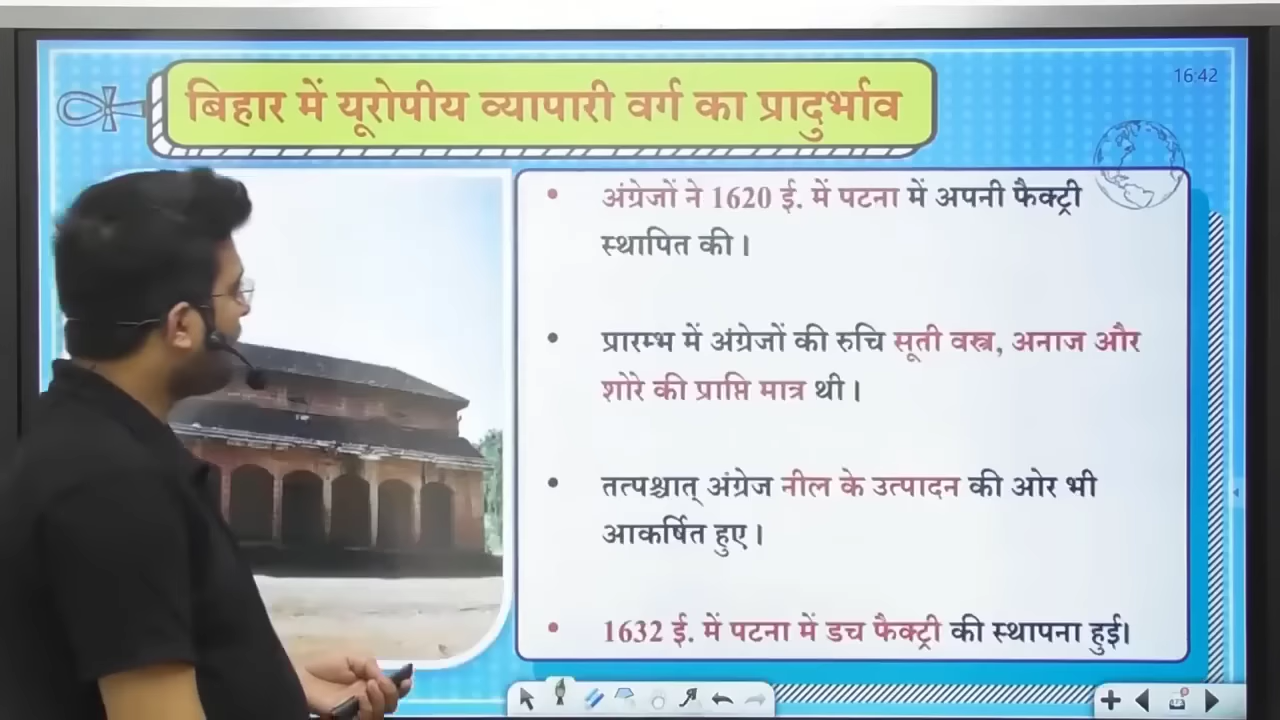 16:42
बिहार में यूरोपीय व्यापारी वर्ग का प्रादुर्भाव
• अंग्रेजों ने 1620 ई. में पटना में अपनी फैक्ट्री
स्थापित की।
• प्रारम्भ में अंग्रेजों की रुचि सूती वस्त्र, अनाज और
शोरे की प्राप्ति मात्र थी।
• तत्पश्चात् अंग्रेज नील के उत्पादन की ओर भी
आकर्षित हुए।
• 1632 ई. में पटना में डच फैक्ट्री की स्थापना हुई।